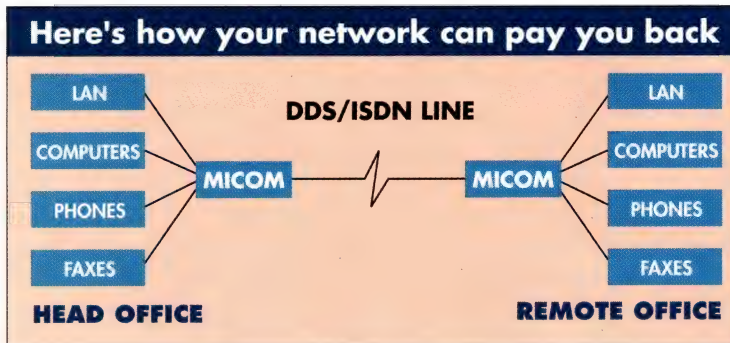 Here's how your network can pay you back
LAN
COMPUTERS
PHONES
FAXES
HEAD OFFICE
MICOM
DDS/ISDN LINE
MICOM
LAN
COMPUTERS
PHONES
FAXES
REMOTE OFFICE